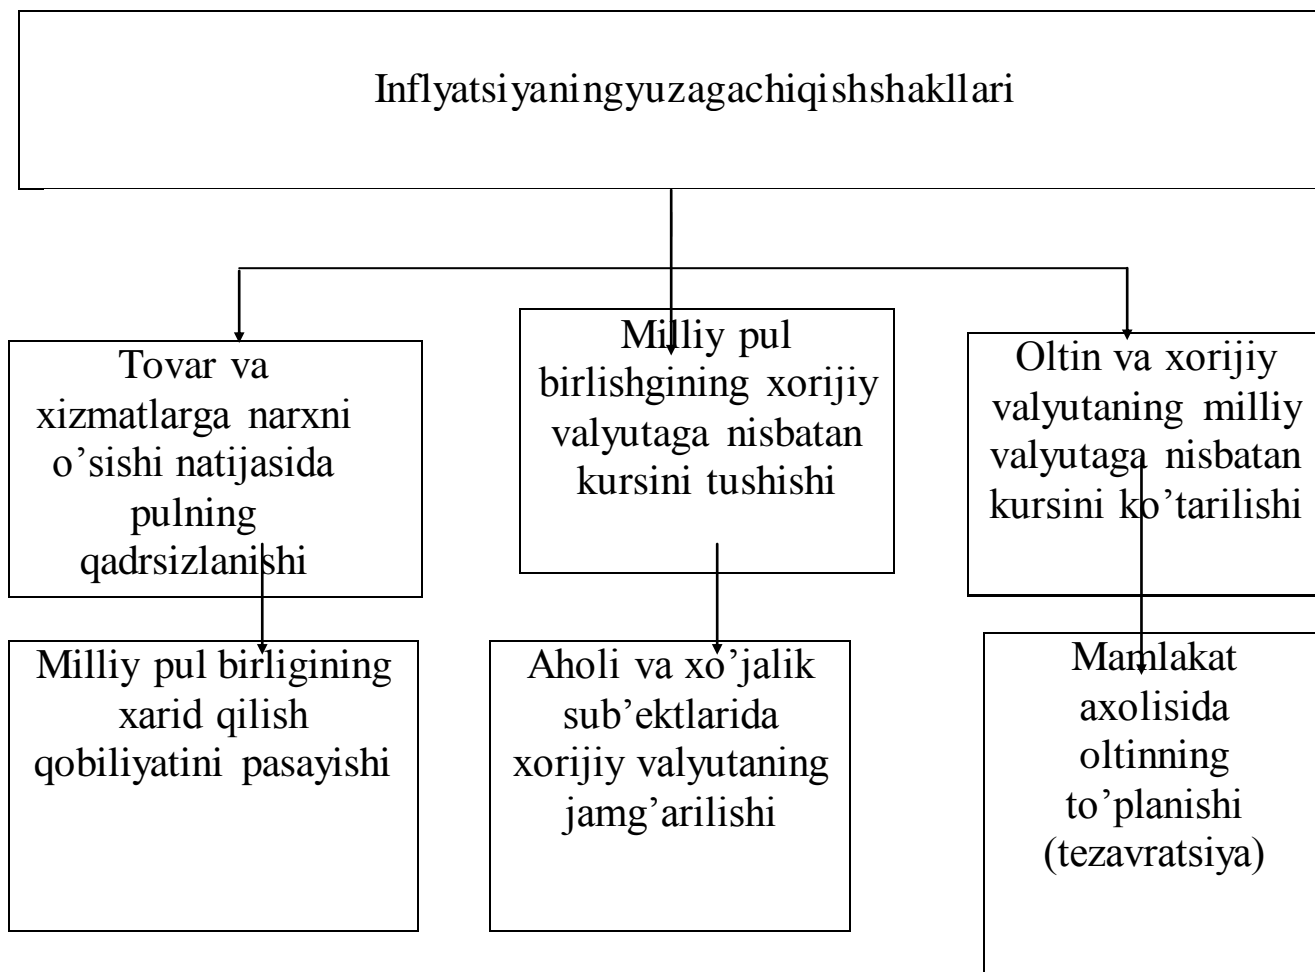 Inflyatsiyaningyuzagachiqishshakllari
Tovar va
xizmatlarga narxni
o’sishi natijasida
pulning
qadrsizlanishi
Milliy pul
birlishgining xorijiy
valyutaga nisbatan
kursini tushishi
Oltin va xorijiy
valyutaning milliy
valyutaga nisbatan
kursini ko’tarilishi
Milliy pul birligining
xarid qilish
qobiliyatini pasayishi
Aholi va xo’jalik
sub’ektlarida
xorijiy valyutaning
jamg’arilishi
Mamlakat
axolisida
oltinning
to’planishi
(tezavratsiya)